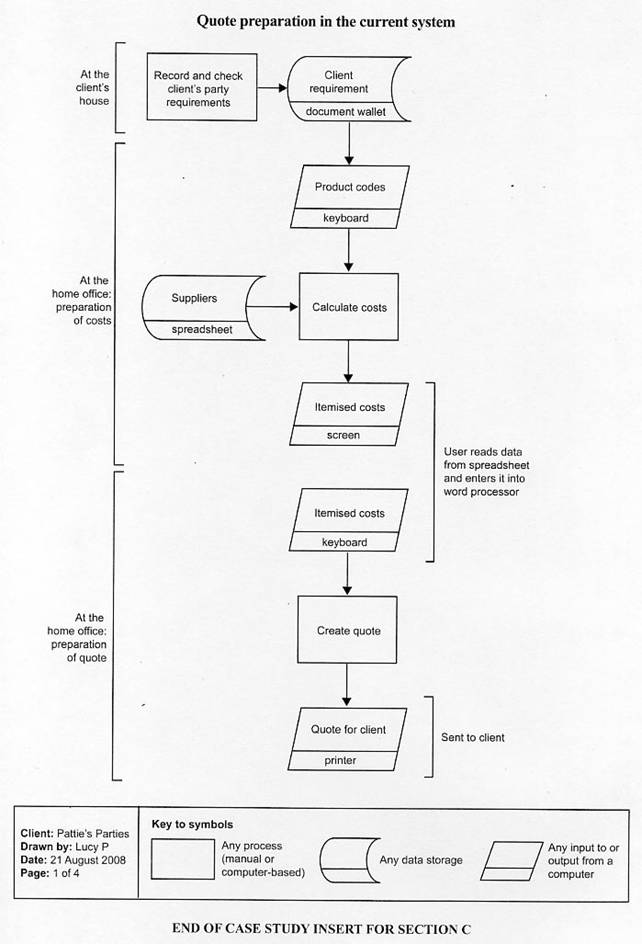 Quote preparation in the current system
At the
client's
house
Record and check
client's party
requirements
Client
requirement
document wallet
Product codes
keyboard
At the
home office:
preparation
of costs
Suppliers
spreadsheet
Calculate costs
Itemised costs
screen
User reads data
from spreadsheet
and enters it into
word processor
Itemised costs
keyboard
At the
home office:
preparation
of quote
Create quote
Quote for client
printer
Sent to client
Client: Pattie's Parties
Drawn by: Lucy P
Date: 21 August 2008
Page: 1 of 4
Key to symbols
Any process
(manual or
computer-based)
Any data storage
Any input to or
output from a
computer
END OF CASE STUDY INSERT FOR SECTION C